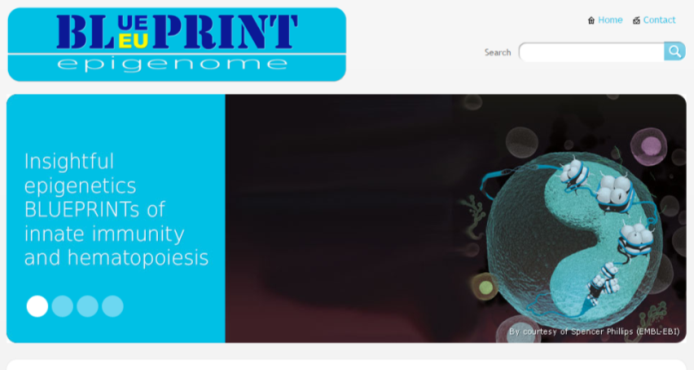 BLUEPRINT
EU
epigenome
Home
Contact
Search
Insightful
epigenetics
BLUEPRINTs of
innate immunity
and hematopoiesis
By courtesy of Spencer Phillips (EMBL-EBI)